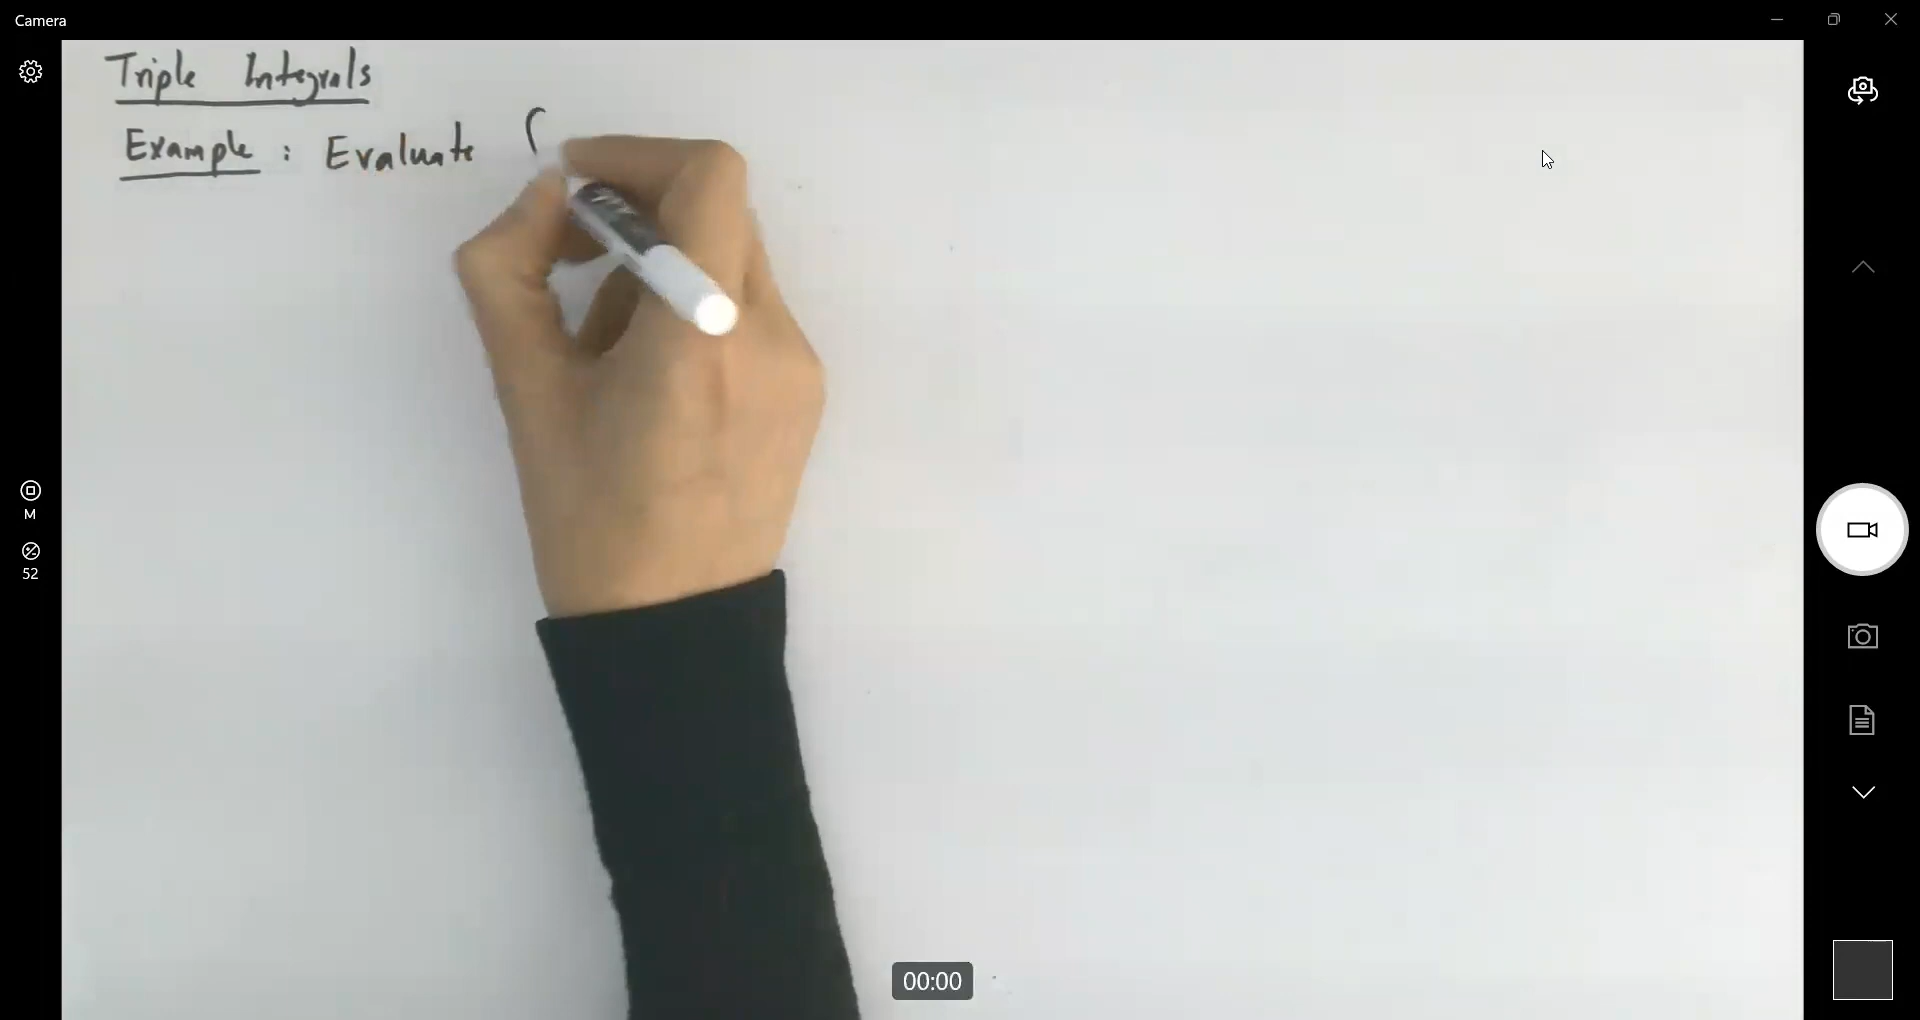 Camera
Triple Integrals
Example : Evaluate
M
52
00:00